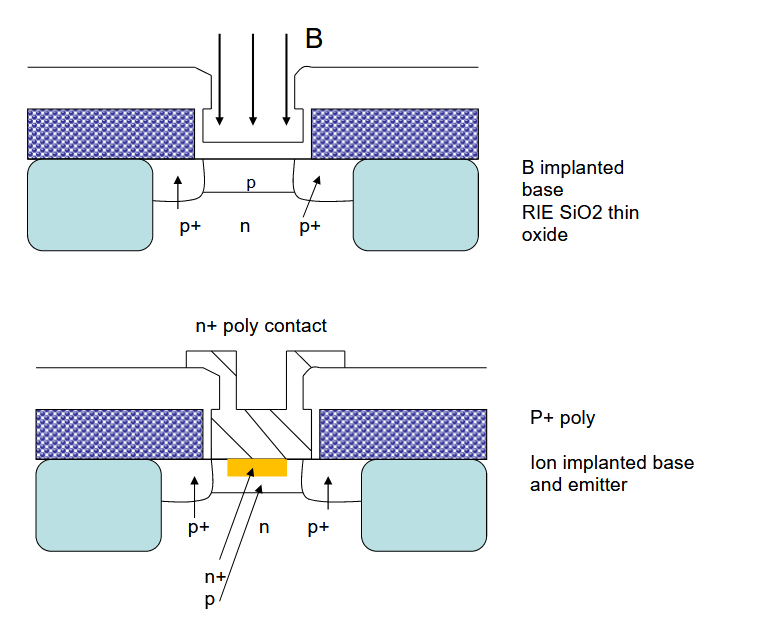 B
B implanted
base
RIE SiO2 thin
oxide
p
p+
n
p+
n+ poly contact
P+ poly
Ion implanted base
and emitter
p+
n
p+
n+
p